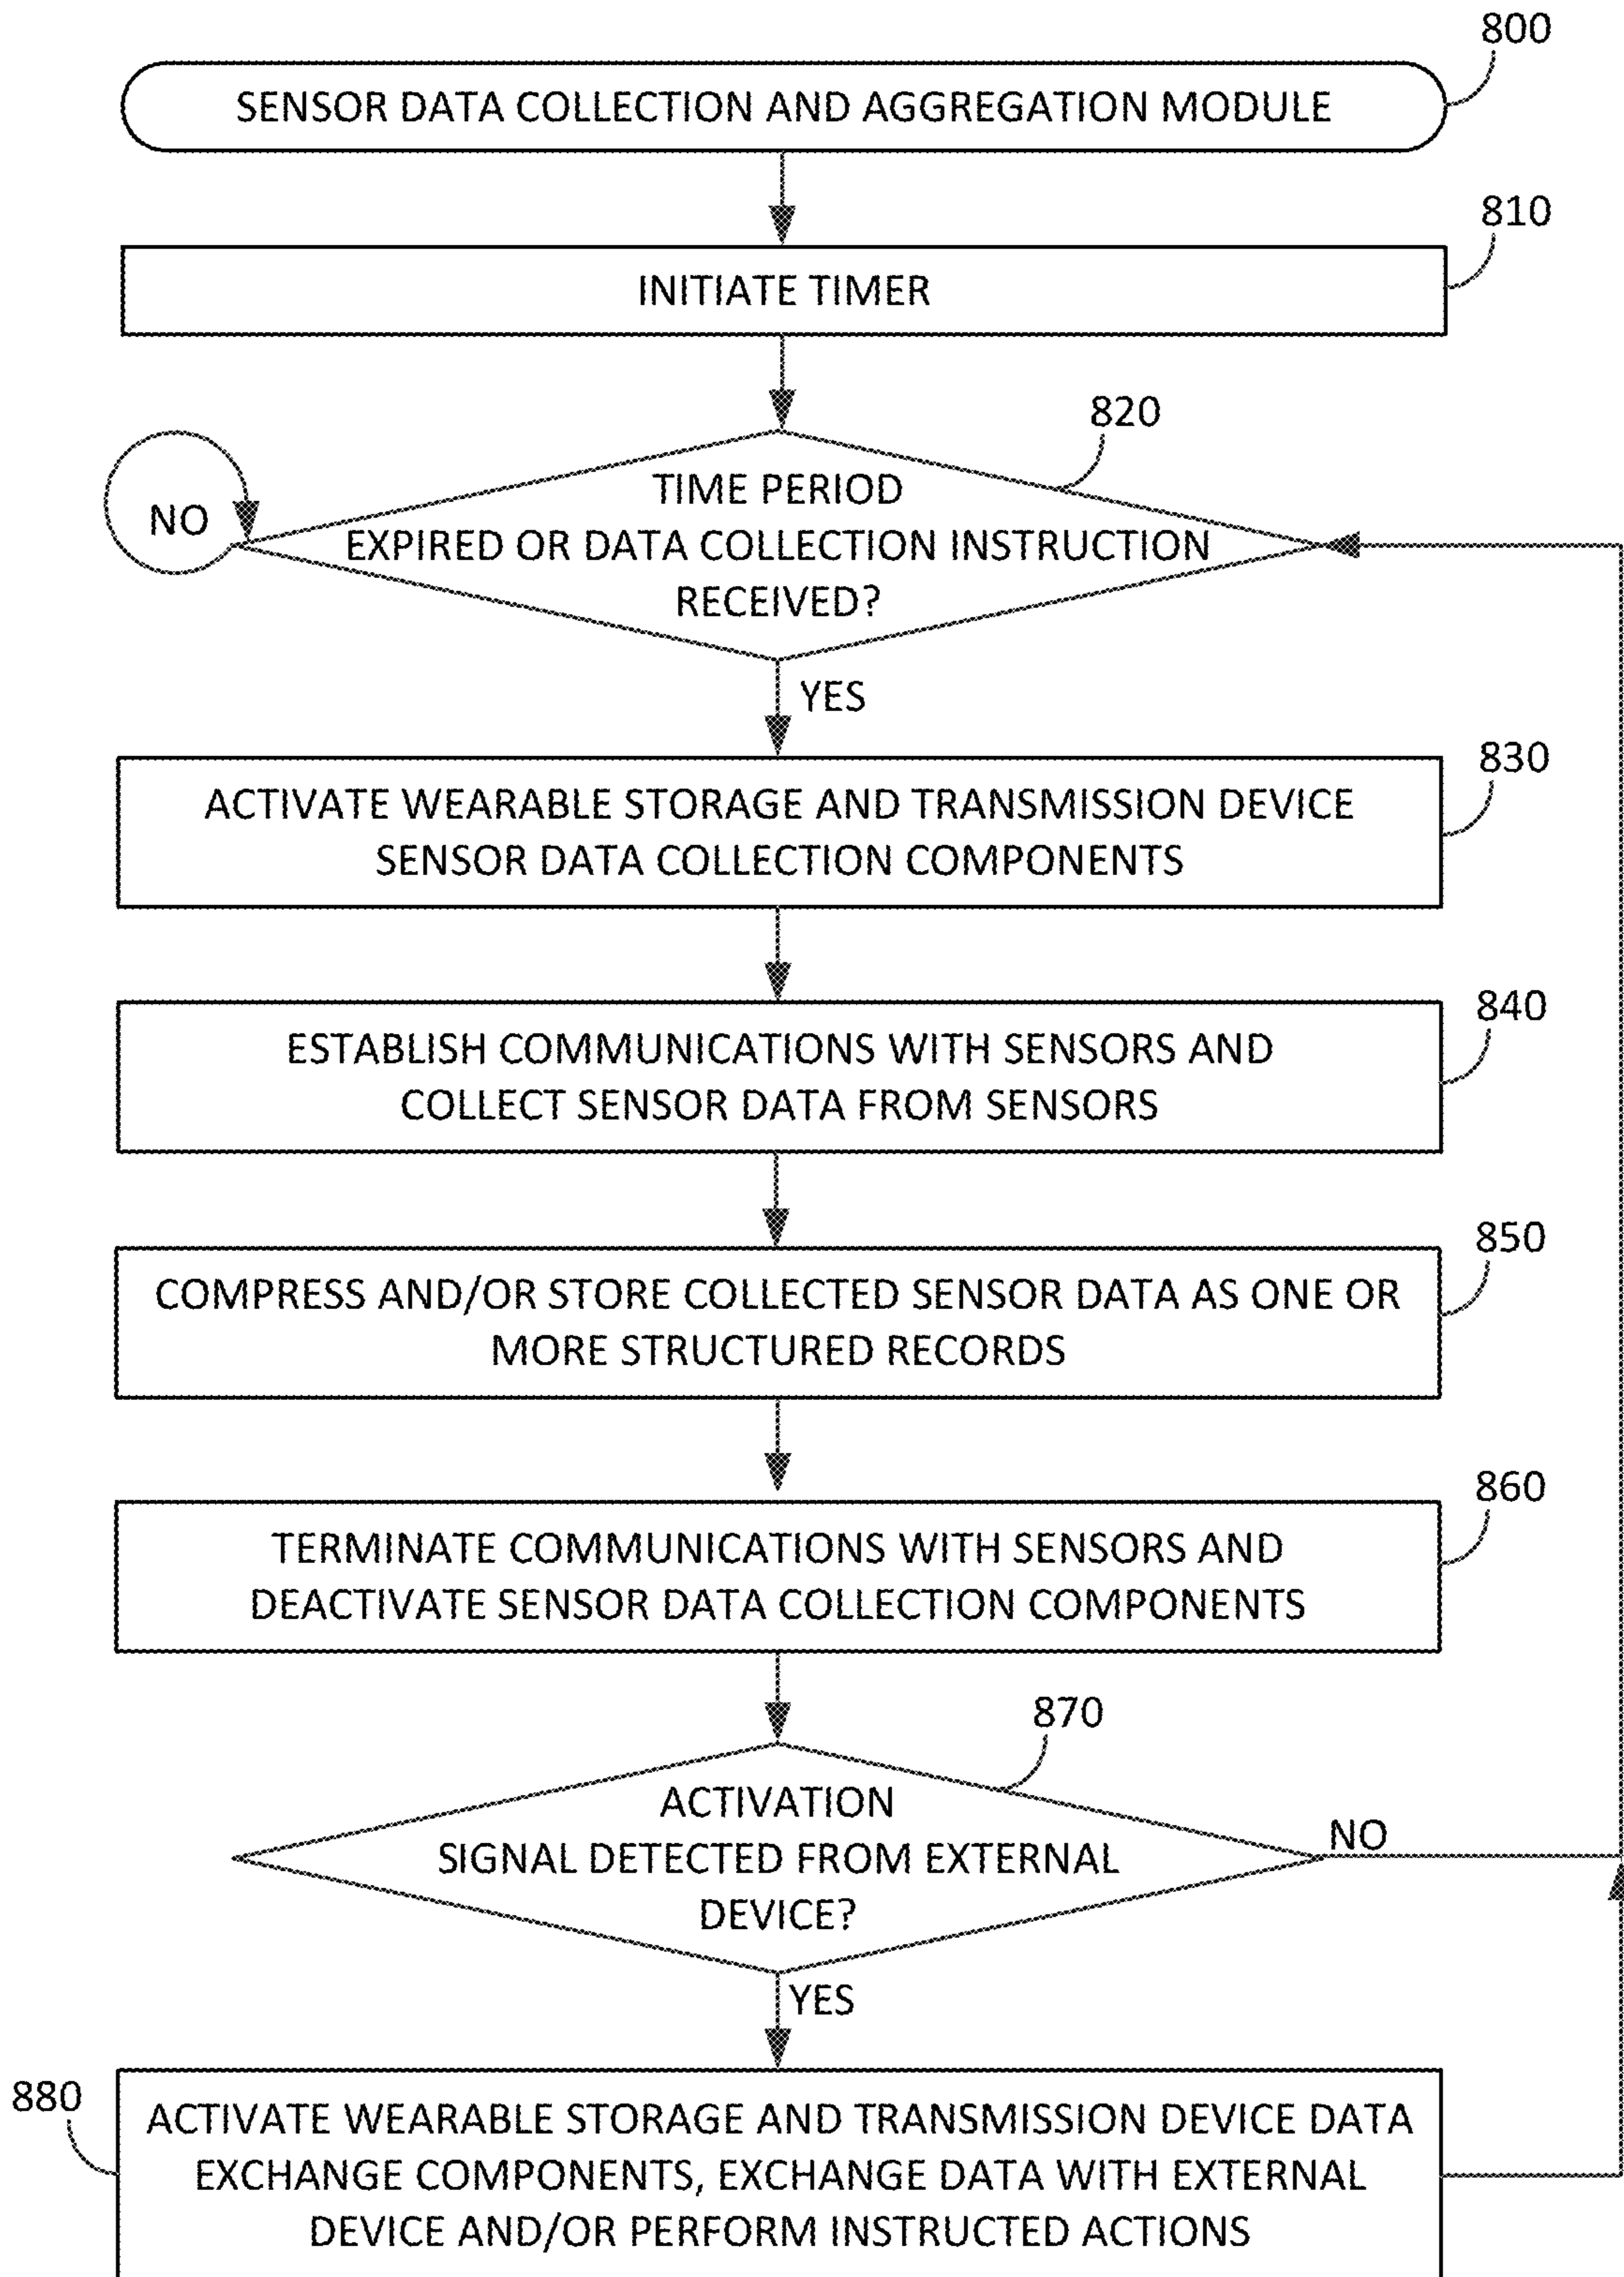 800
SENSOR DATA COLLECTION AND AGGREGATION MODULE
810
INITIATE TIMER
820
TIME PERIOD
EXPIRED OR DATA COLLECTION INSTRUCTION
RECEIVED?
NO
YES
830
ACTIVATE WEARABLE STORAGE AND TRANSMISSION DEVICE
SENSOR DATA COLLECTION COMPONENTS
840
ESTABLISH COMMUNICATIONS WITH SENSORS AND
COLLECT SENSOR DATA FROM SENSORS
850
COMPRESS AND/OR STORE COLLECTED SENSOR DATA AS ONE OR
MORE STRUCTURED RECORDS
860
TERMINATE COMMUNICATIONS WITH SENSORS AND
DEACTIVATE SENSOR DATA COLLECTION COMPONENTS
870
ACTIVATION
SIGNAL DETECTED FROM EXTERNAL
DEVICE?
NO
YES
880
ACTIVATE WEARABLE STORAGE AND TRANSMISSION DEVICE DATA
EXCHANGE COMPONENTS, EXCHANGE DATA WITH EXTERNAL
DEVICE AND/OR PERFORM INSTRUCTED ACTIONS